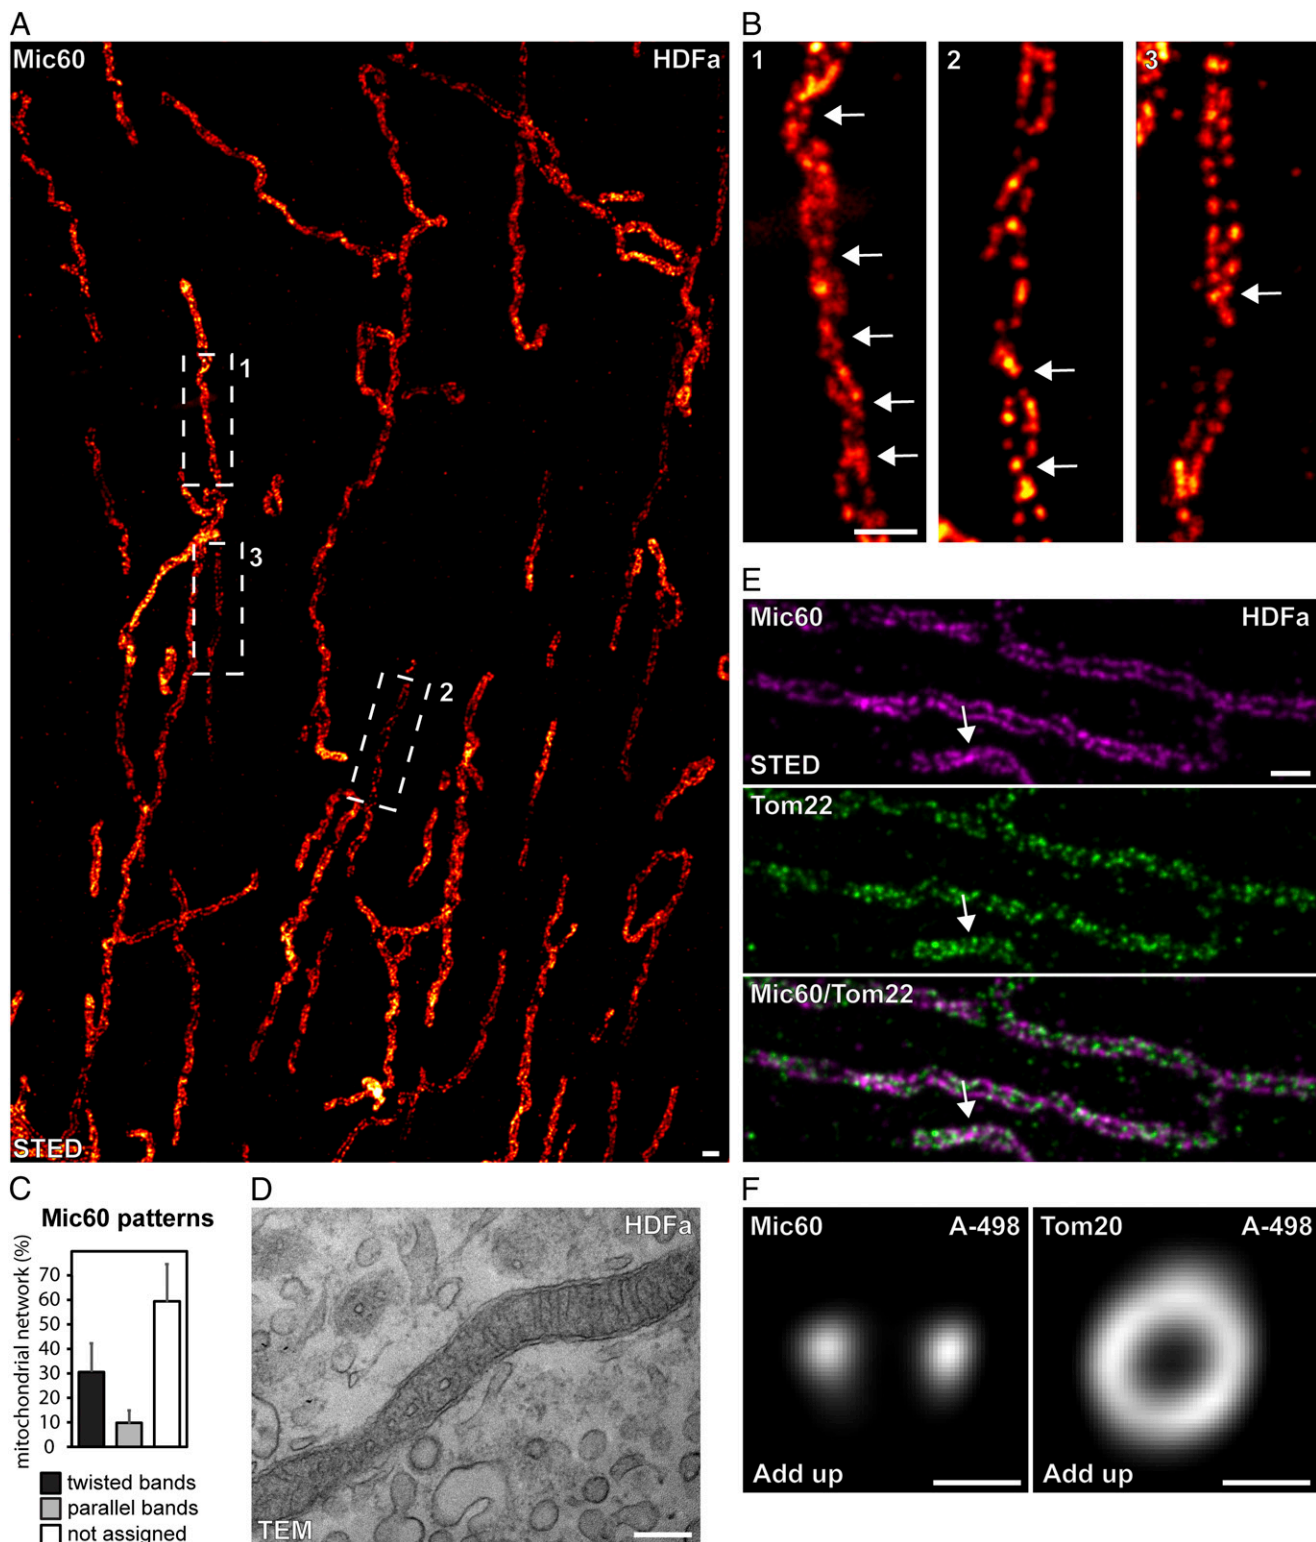 A
Mic60 HDFa
1
3
2
STED
B
1 2 3
E
Mic60 HDFa
STED
Tom22
Mic60/Tom22
C
Mic60 patterns
mitochondrial network (%)
70
60
50
40
30
20
10
0
twisted bands
parallel bands
not assigned
D
HDFa
TEM
F
Mic60 A-498
Add up
Tom20 A-498
Add up